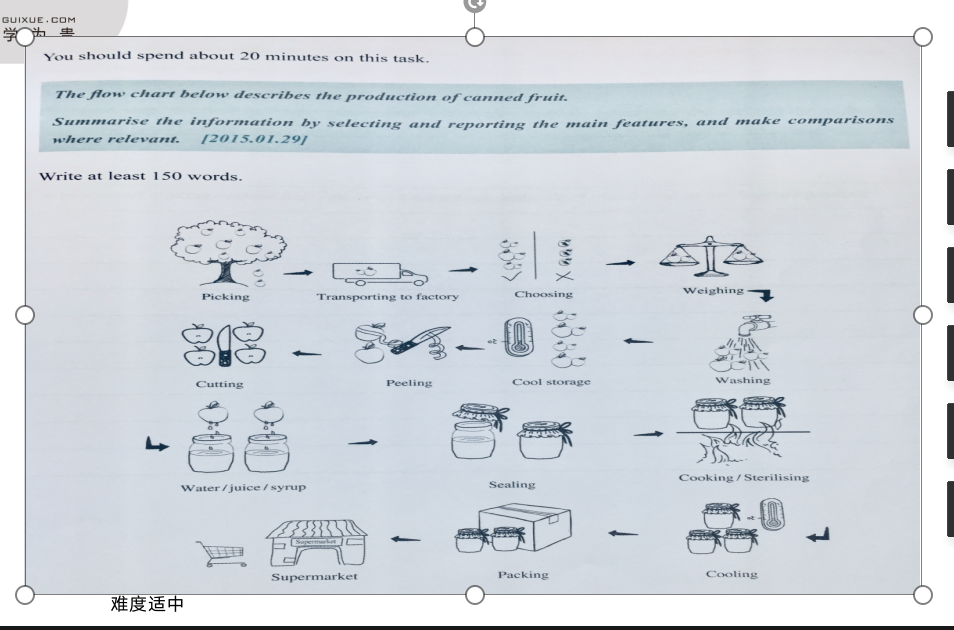 GUIXUE.COM
学 为 贵
You should spend about 20 minutes on this task.
The flow chart below describes the production of canned fruit.
Summarise the information by selecting and reporting the main features, and make comparisons
where relevant. [2015.01.29]
Write at least 150 words.
Picking
Transporting to factory
Choosing
Weighing
Cutting
Peeling
Cool storage
Washing
Water / juice / syrup
Sealing
Cooking / Sterilising
Supermarket
Supermarket
Packing
Cooling
难度适中